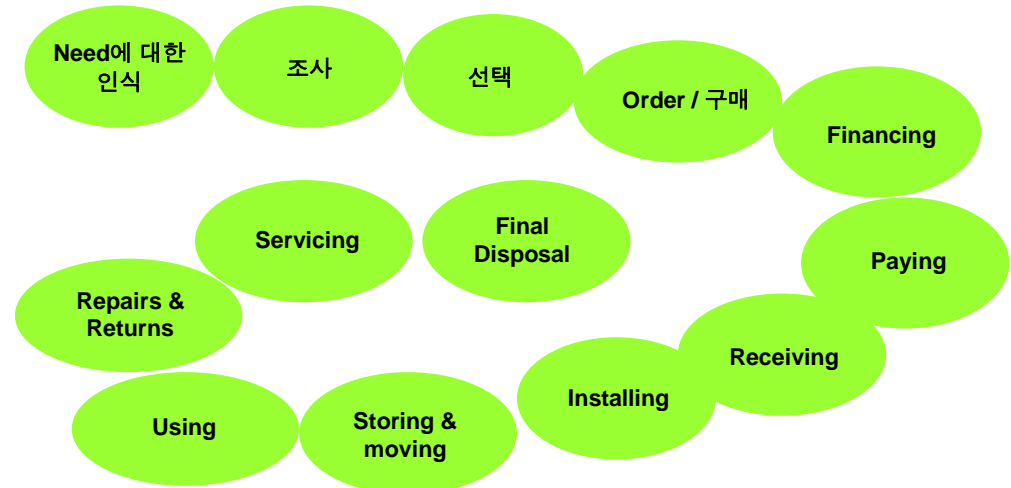 Need에 대한
인식
조사
선택
Order / 구매
Financing
Paying
Receiving
Installing
Storing &
moving
Using
Repairs &
Returns
Servicing
Final
Disposal